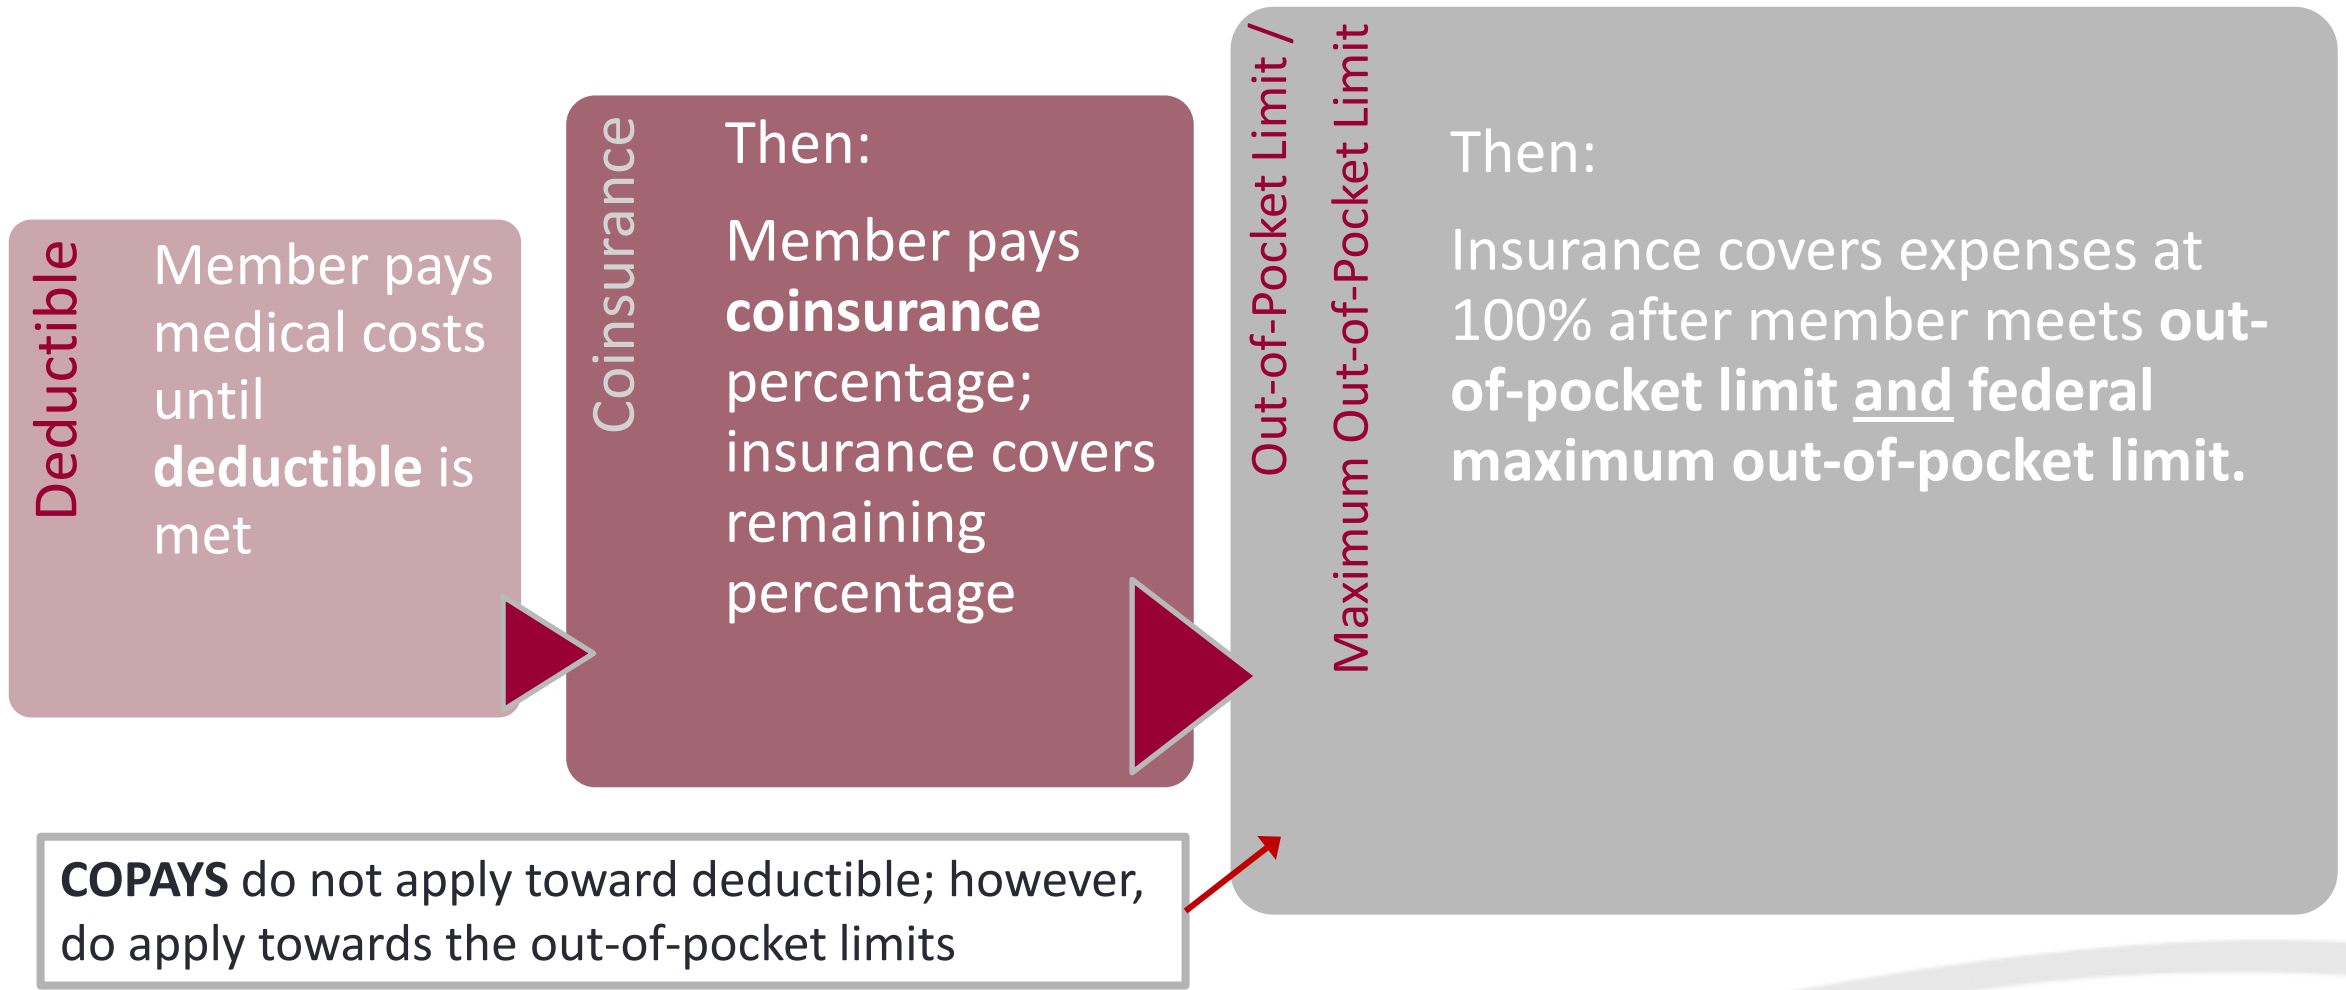 Deductible
Member pays
medical costs
until
deductible is
met
Coinsurance
Then:
Member pays
coinsurance
percentage;
insurance covers
remaining
percentage
Out-of-Pocket Limit /
Maximum Out-of-Pocket Limit
Then:
Insurance covers expenses at
100% after member meets out-
of-pocket limit and federal
maximum out-of-pocket limit.
COPAYS do not apply toward deductible; however,
do apply towards the out-of-pocket limits